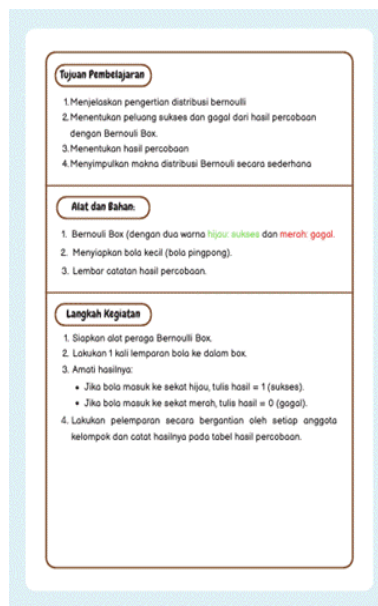 Tujuan Pembelajaran
1. Menjelaskan pengertian distribusi bernoulli
2. Menentukan peluang sukses dan gagal dari hasil percobaan
dengan Bernouli Box.
3. Menentukan hasil percobaan
4. Menyimpulkan makna distribusi Bernouli secara sederhana
Alat dan Bahan:
1. Bernouli Box (dengan dua warna hijau: sukses dan merah: gagal.
2. Menyiapkan bola kecil (bola pingpong).
3. Lembar catatan hasil percobaan.
Langkah Kegiatan
1. Siapkan alat peraga Bernoulli Box.
2. Lakukan 1 kali lemparan bola ke dalam box.
3. Amati hasilnya:
• Jika bola masuk ke sekat hijau, tulis hasil = 1 (sukses).
• Jika bola masuk ke sekat merah, tulis hasil = 0 (gagal).
4. Lakukan pelemparan secara bergantian oleh setiap anggota
kelompok dan catat hasilnya pada tabel hasil percobaan.